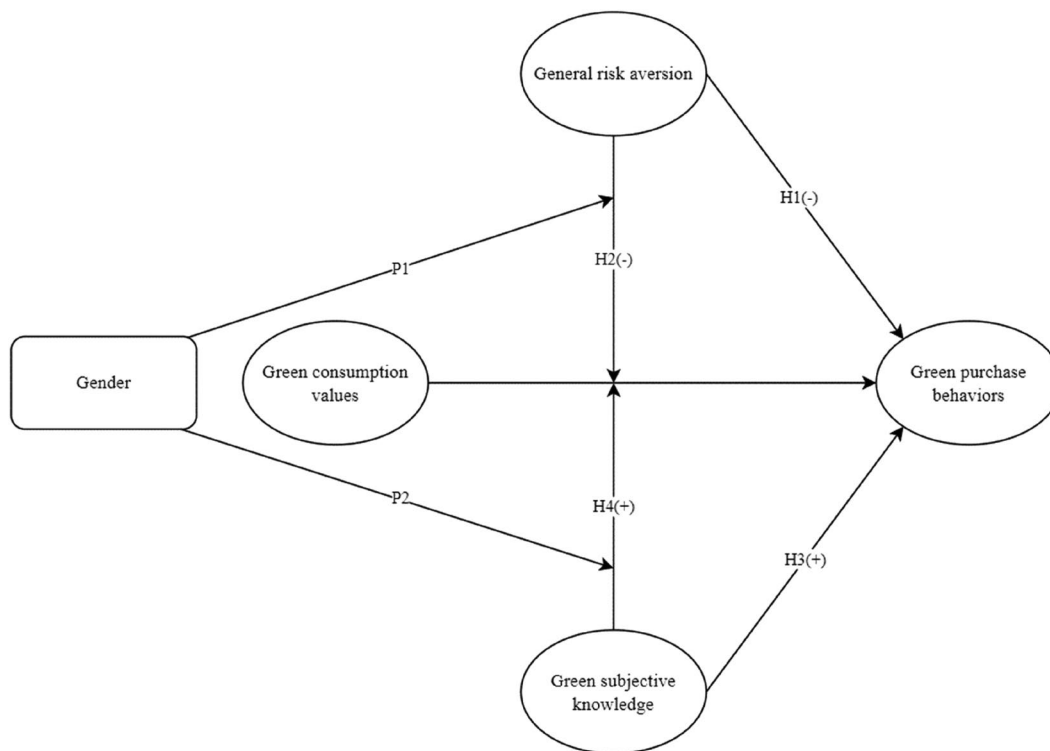 General risk aversion
H1(-)
P1
H2(-)
Gender
Green consumption
values
Green purchase
behaviors
P2
H4(+)
H3(+)
Green subjective
knowledge